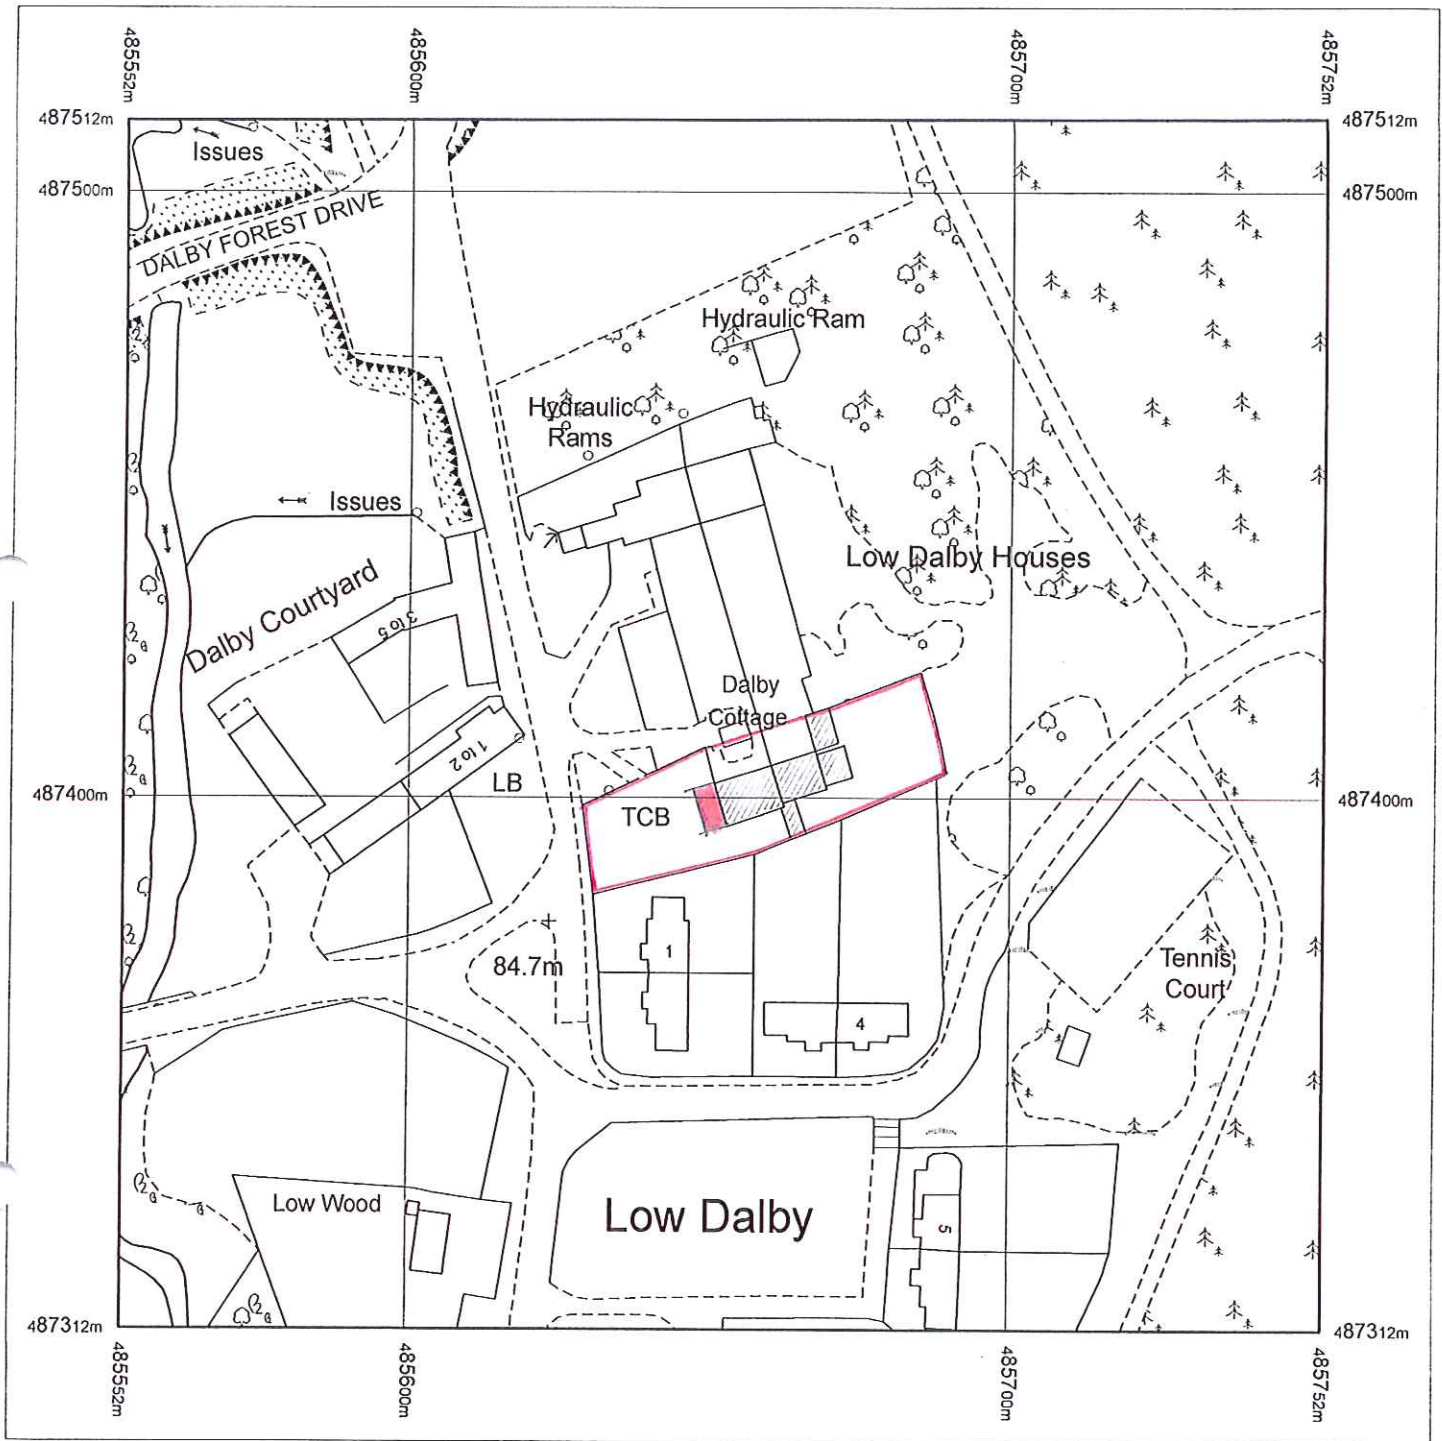 485552m
485600m
485700m
485752m
487512m
487512m
Issues
487500m
487500m
DALBY FOREST DRIVE
Hydraulic Ram
Hydraulic
Rams
Issues
Low Dalby Houses
Dalby Courtyard
3 to 5
Dalby
Cottage
1 to 2
LB
487400m
TCB
487400m
1
84.7m
Tennis
Court
4
Low Wood
Low Dalby
5
487312m
487312m
485552m
485600m
485700m
485752m